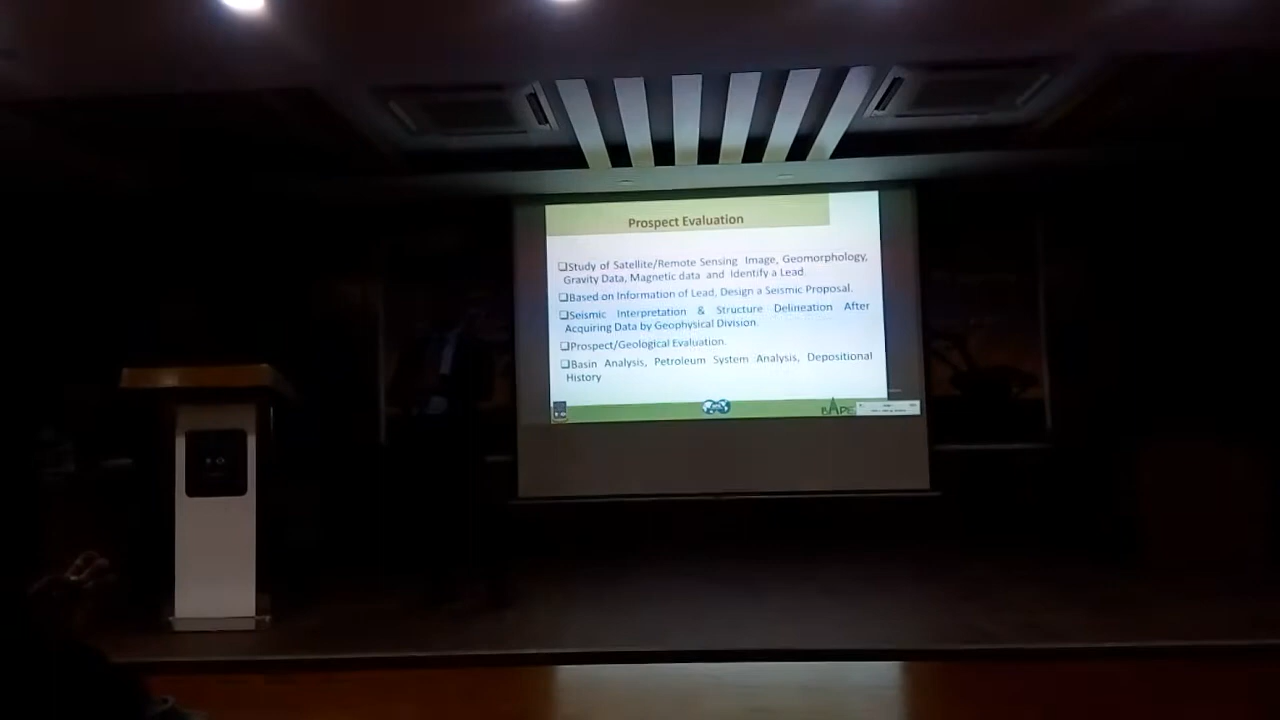 Prospect Evaluation
❑Study of Satellite/Remote Sensing Image, Geomorphology,
Gravity Data, Magnetic data and Identify a Lead.
❑Based on Information of Lead, Design a Seismic Proposal.
❑Seismic Interpretation & Structure Delineation After
Acquiring Data by Geophysical Division.
❑Prospect/Geological Evaluation.
❑Basin Analysis, Petroleum System Analysis, Depositional
History